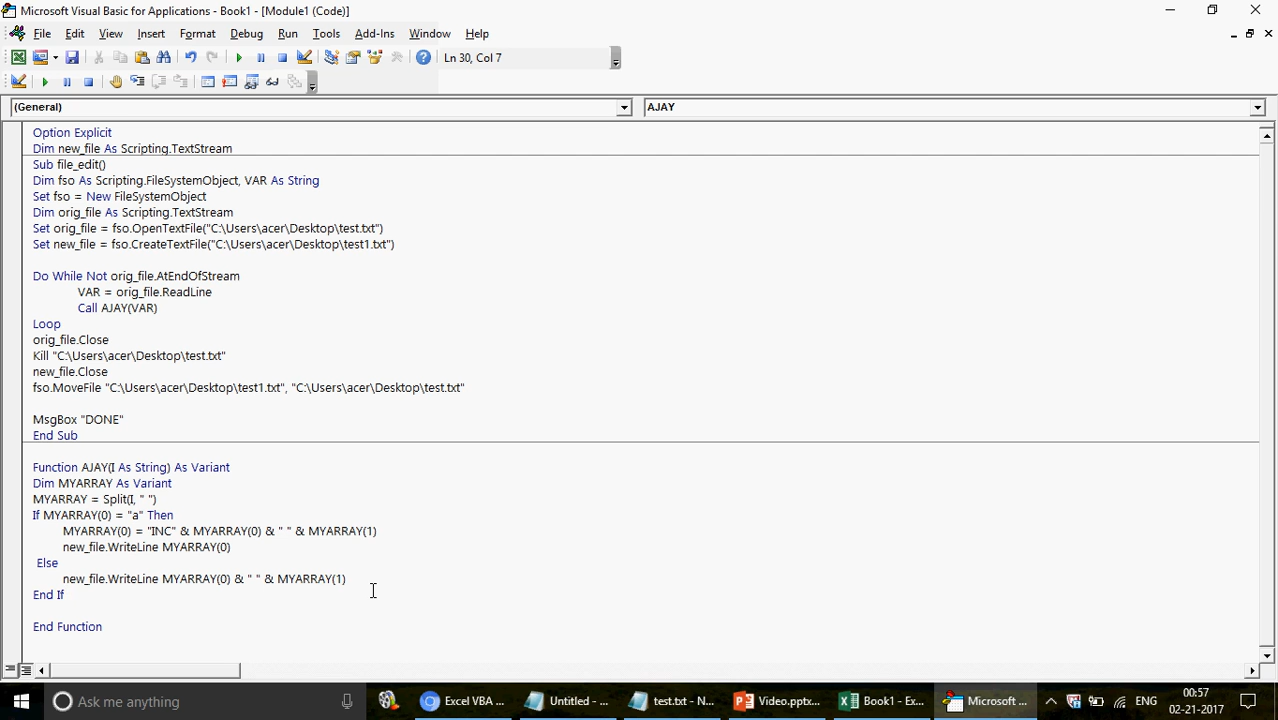 Microsoft Visual Basic for Applications - Book1 - [Module1 (Code)]
File Edit View Insert Format Debug Run Tools Add-Ins Window Help
Ln 30, Col 7
(General) AJAY
Option Explicit
Dim new_file As Scripting.TextStream
Sub file_edit()
Dim fso As Scripting.FileSystemObject, VAR As String
Set fso = New FileSystemObject
Dim orig_file As Scripting.TextStream
Set orig_file = fso.OpenTextFile("C:\Users\acer\Desktop\test.txt")
Set new_file = fso.CreateTextFile("C:\Users\acer\Desktop\test1.txt")
Do While Not orig_file.AtEndOfStream
VAR = orig_file.ReadLine
Call AJAY(VAR)
Loop
orig_file.Close
Kill "C:\Users\acer\Desktop\test.txt"
new_file.Close
fso.MoveFile "C:\Users\acer\Desktop\test1.txt", "C:\Users\acer\Desktop\test.txt"
MsgBox "DONE"
End Sub
Function AJAY(I As String) As Variant
Dim MYARRAY As Variant
MYARRAY = Split(I, " ")
If MYARRAY(0) = "a" Then
MYARRAY(0) = "INC" & MYARRAY(0) & " " & MYARRAY(1)
new_file.WriteLine MYARRAY(0)
Else
new_file.WriteLine MYARRAY(0) & " " & MYARRAY(1)
End If
End Function
Ask me anything Excel VBA ... Untitled - ... test.txt - N... Video.pptx... Book1 - Ex... Microsoft ... ENG 00:57
02-21-2017